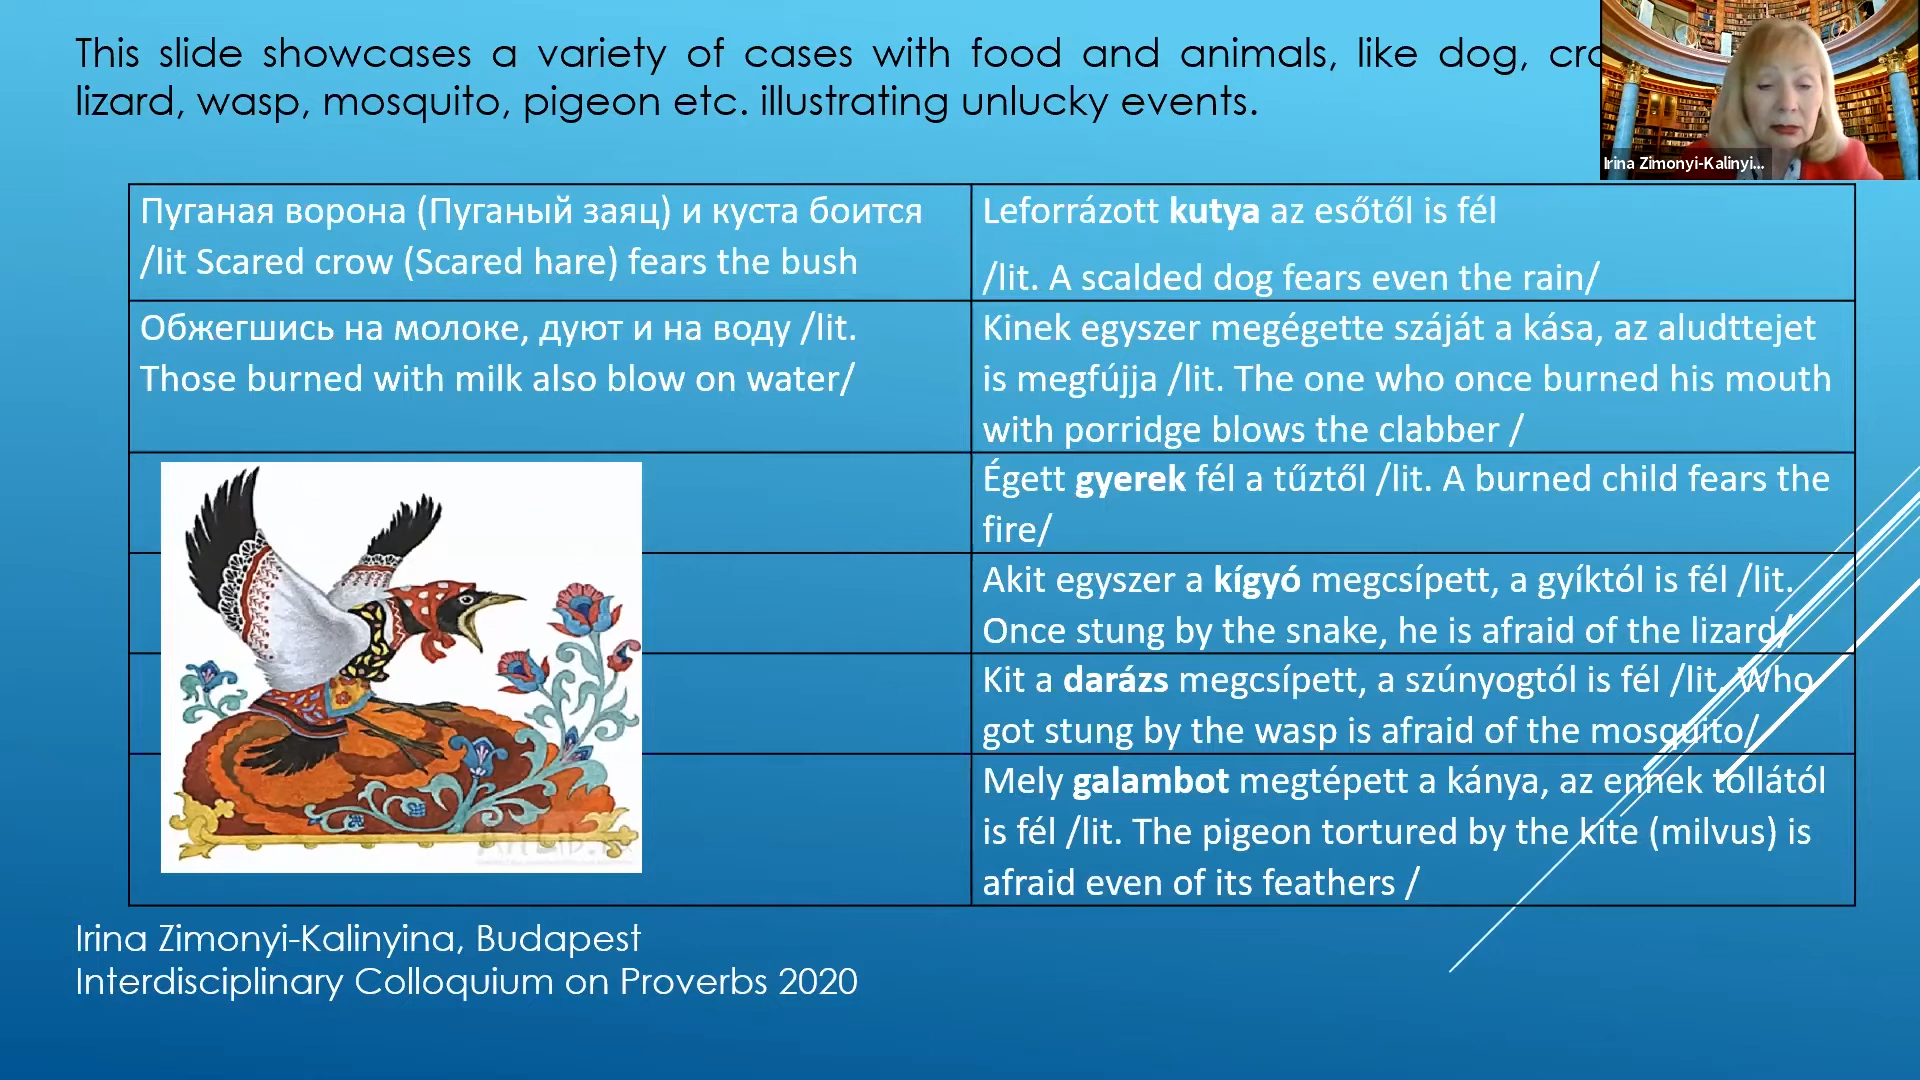 This slide showcases a variety of cases with food and animals, like dog,
lizard, wasp, mosquito, pigeon etc. illustrating unlucky events.
Irina Zimonyi-Kalinyi...
Пуганая ворона (Пуганый заяц) и куста боится
/lit Scared crow (Scared hare) fears the bush
Leforrázott kutya az esőtől is fél
/lit. A scalded dog fears even the rain/
Обжегшись на молоке, дуют и на воду /lit.
Those burned with milk also blow on water/
Kinek egyszer megégette száját a kása, az aludttejet
is megfújja /lit. The one who once burned his mouth
with porridge blows the clabber /
Égett gyerek fél a tűztől /lit. A burned child fears the
fire/
Akit egyszer a kígyó megcsípett, a gyíktól is fél /lit.
Once stung by the snake, he is afraid of the lizard/
Kit a darázs megcsípett, a szúnyogtól is fél /lit. Who
got stung by the wasp is afraid of the mosquito/
Mely galambot megtépett a kánya, az ennek tollától
is fél /lit. The pigeon tortured by the kite (milvus) is
afraid even of its feathers /
Irina Zimonyi-Kalinyina, Budapest
Interdisciplinary Colloquium on Proverbs 2020